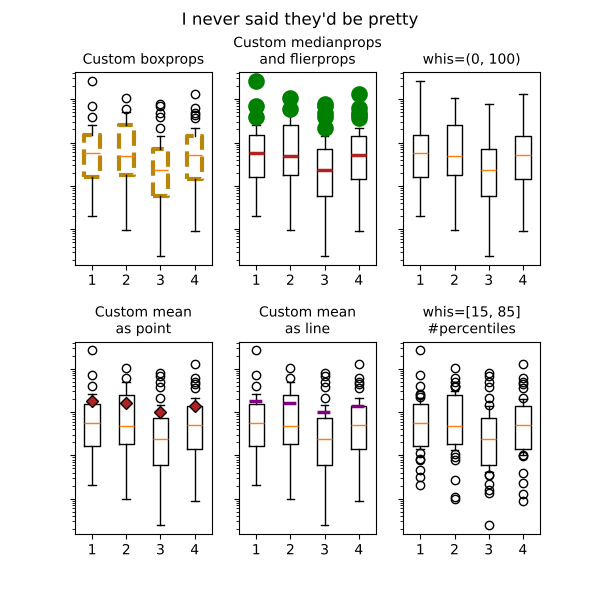 I never said they'd be pretty
Custom boxprops
Custom medianprops
and flierprops
whis=(0, 100)
1 2 3 4
1 2 3 4
1 2 3 4
Custom mean
as point
Custom mean
as line
whis=[15, 85]
#percentiles
1 2 3 4
1 2 3 4
1 2 3 4